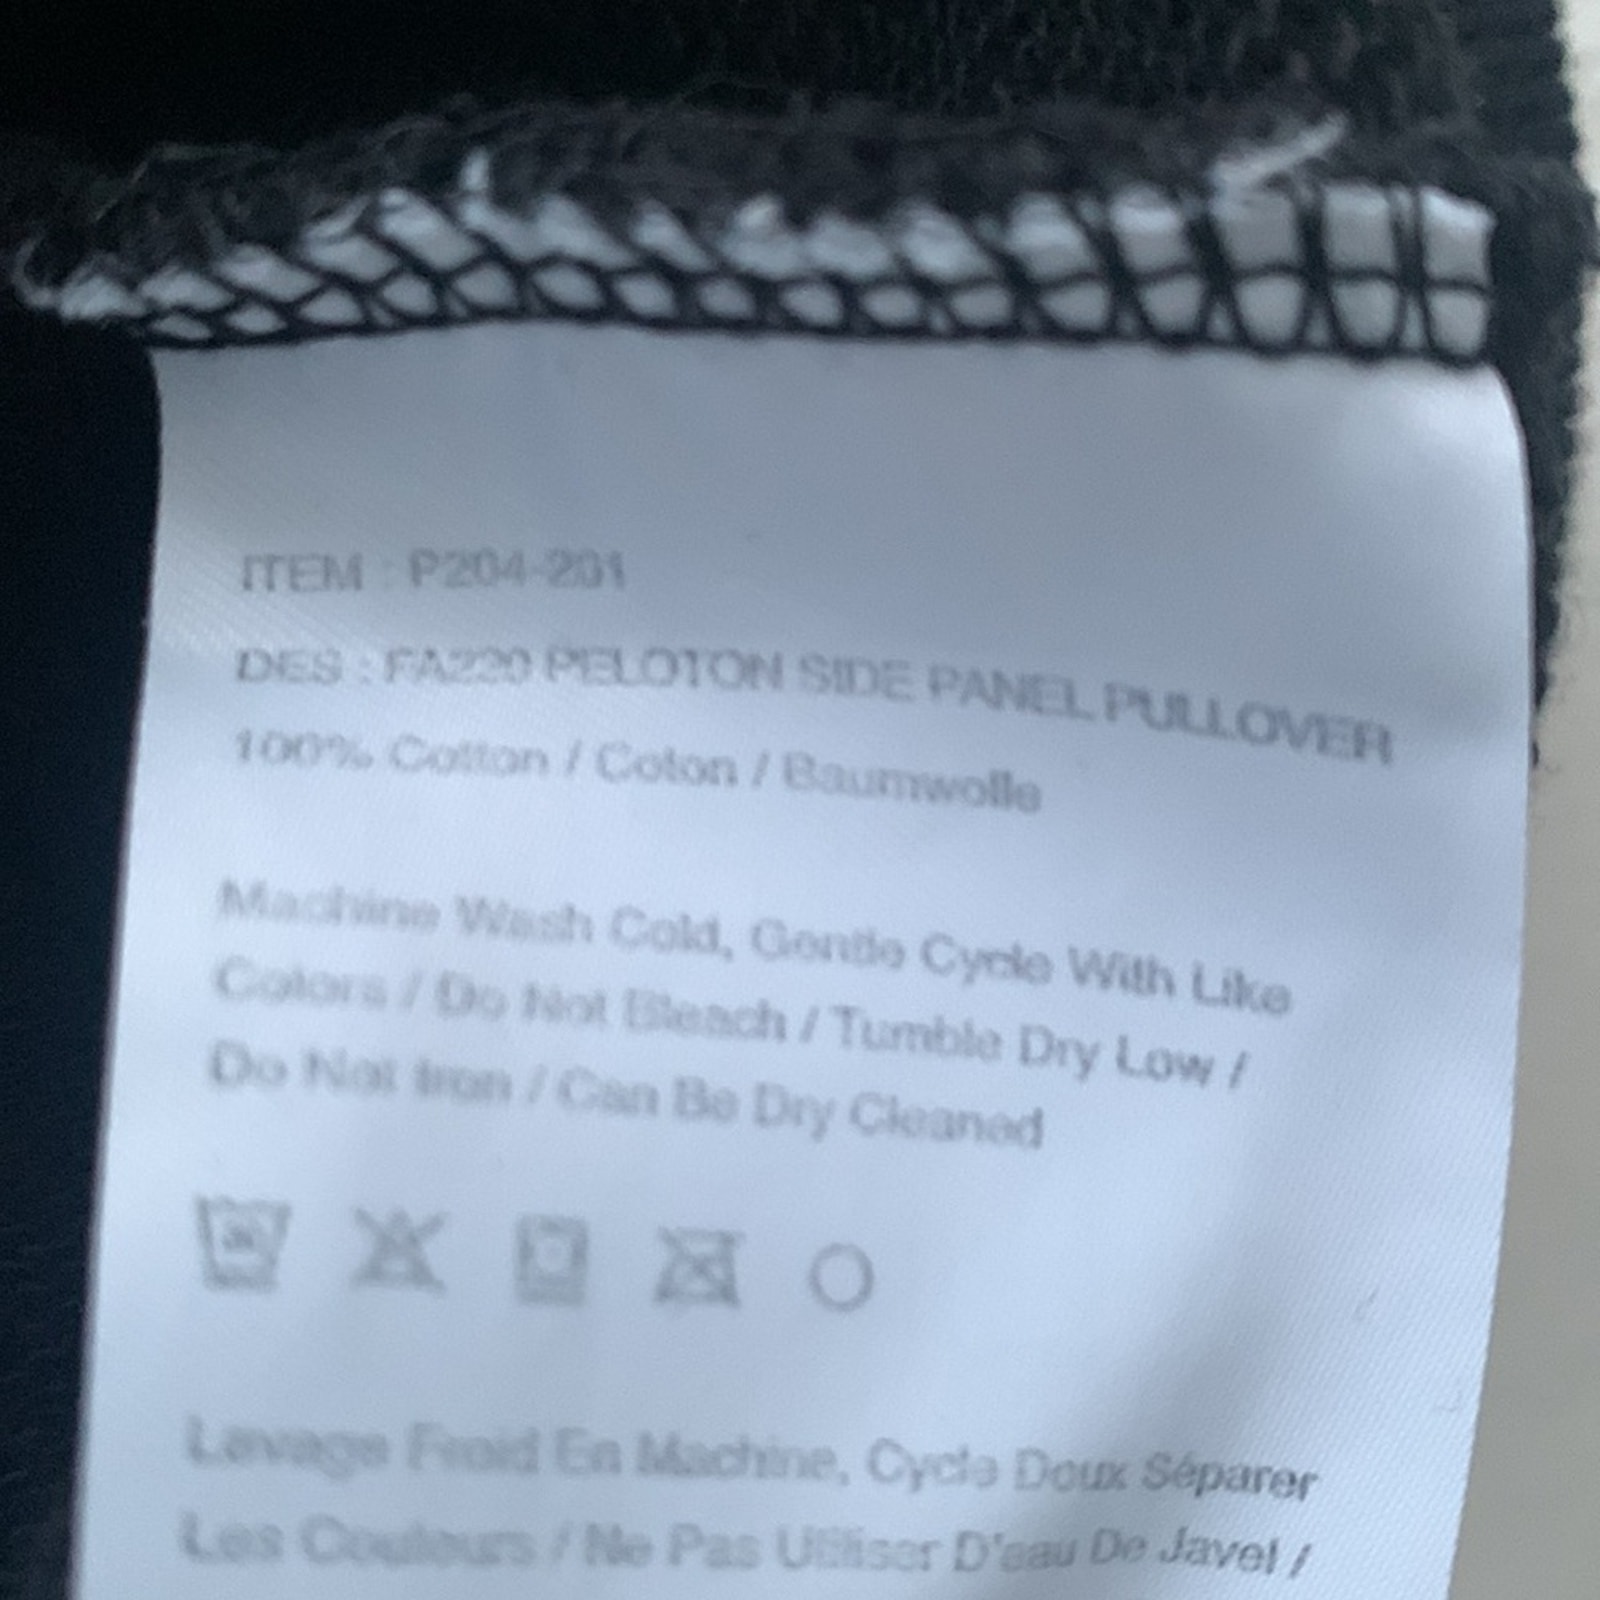 ITEM : P204-201
DES : FA220 PELOTON SIDE PANEL PULLOVER
100% Cotton / Coton / Baumwolle
Machine Wash Cold, Gentle Cycle With Like
Colors / Do Not Bleach / Tumble Dry Low /
Do Not Iron / Can Be Dry Cleaned
Lavage Froid En Machine, Cycle Doux Séparer
Les Couleurs / Ne Pas Utiliser D'eau De Javel /